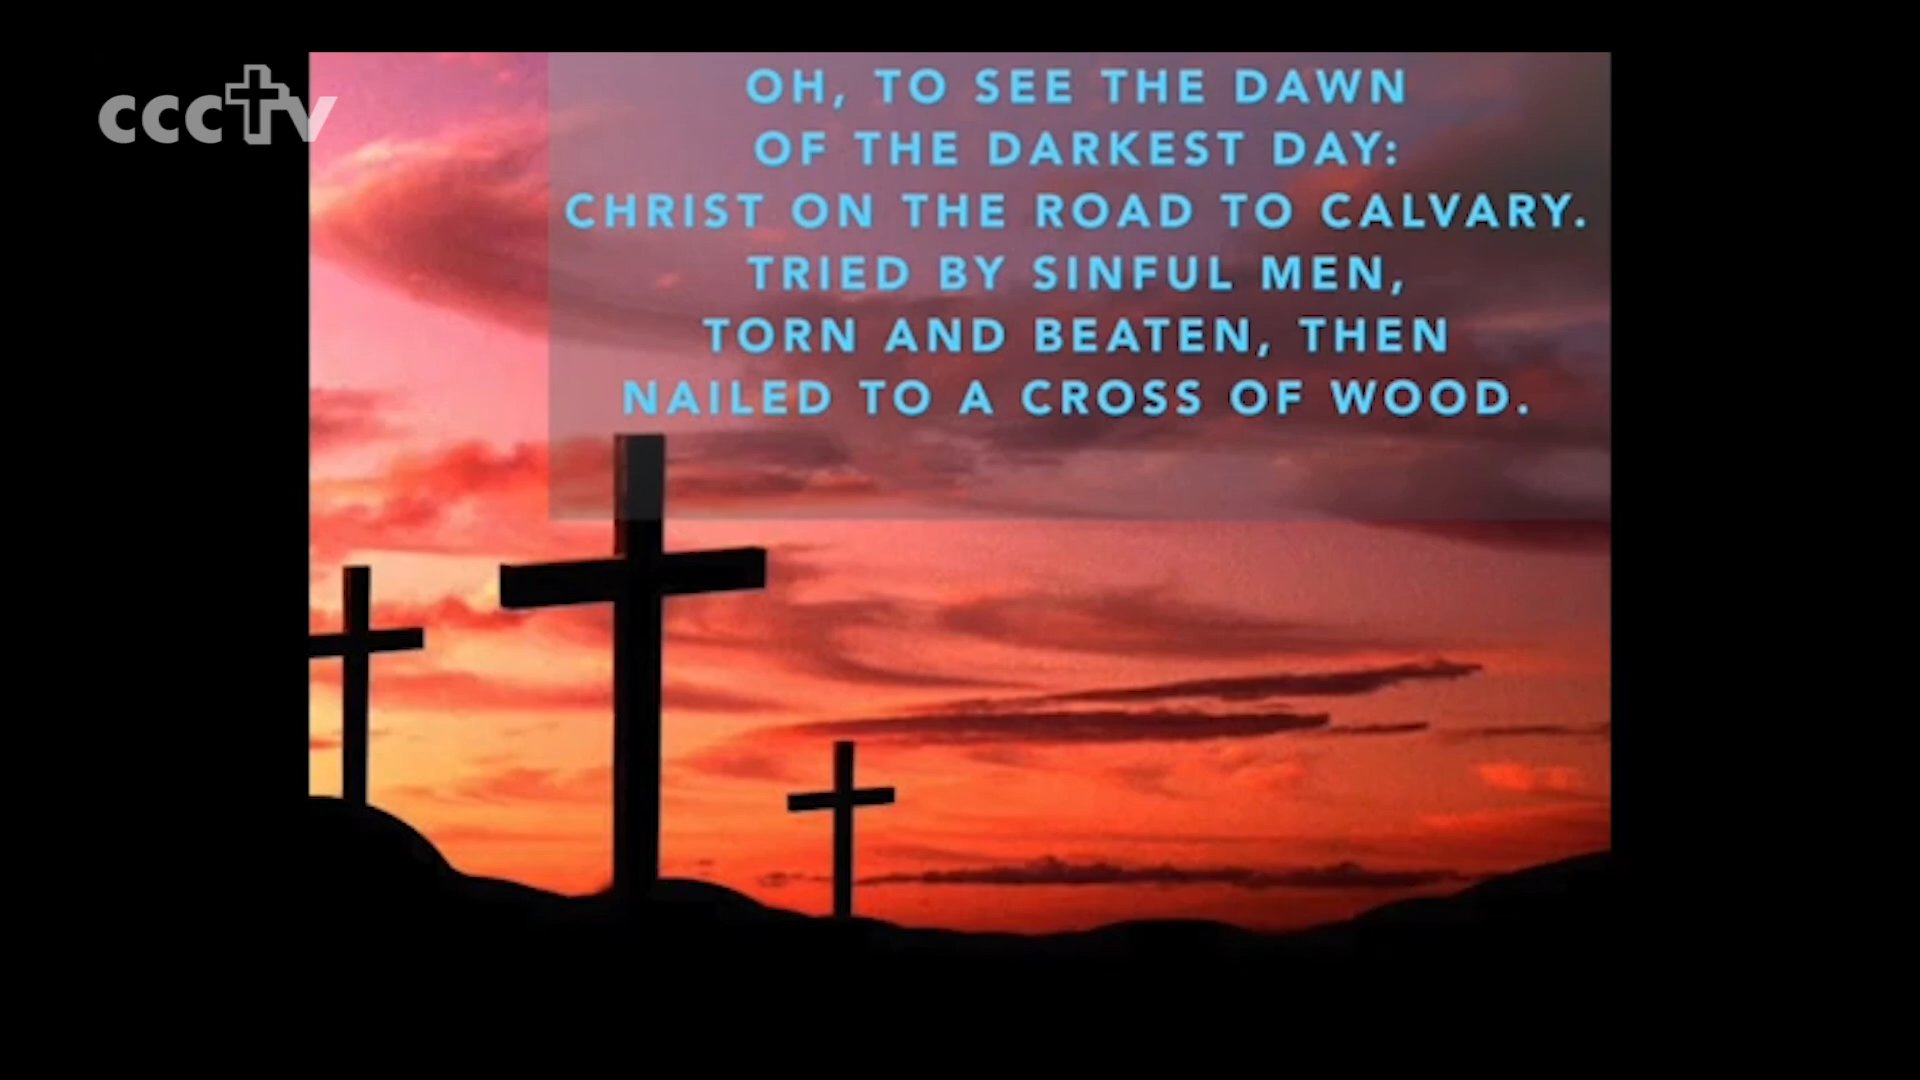 ccctv
OH, TO SEE THE DAWN
OF THE DARKEST DAY:
CHRIST ON THE ROAD TO CALVARY.
TRIED BY SINFUL MEN,
TORN AND BEATEN, THEN
NAILED TO A CROSS OF WOOD.